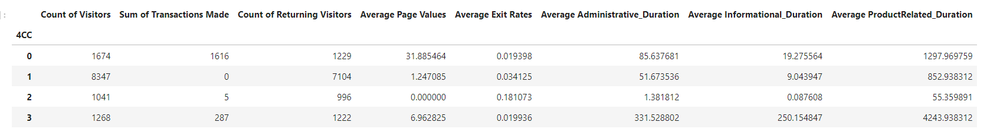 ]:
Count of Visitors Sum of Transactions Made Count of Returning Visitors Average Page Values Average Exit Rates Average Administrative_Duration Average Informational_Duration Average ProductRelated_Duration
4CC
0 1674 1616 1229 31.885464 0.019398 85.637681 19.275564 1297.969759
1 8347 0 7104 1.247085 0.034125 51.673536 9.043947 852.938312
2 1041 5 996 0.000000 0.181073 1.381812 0.087608 55.359891
3 1268 287 1222 6.962825 0.019936 331.528802 250.154847 4243.938312